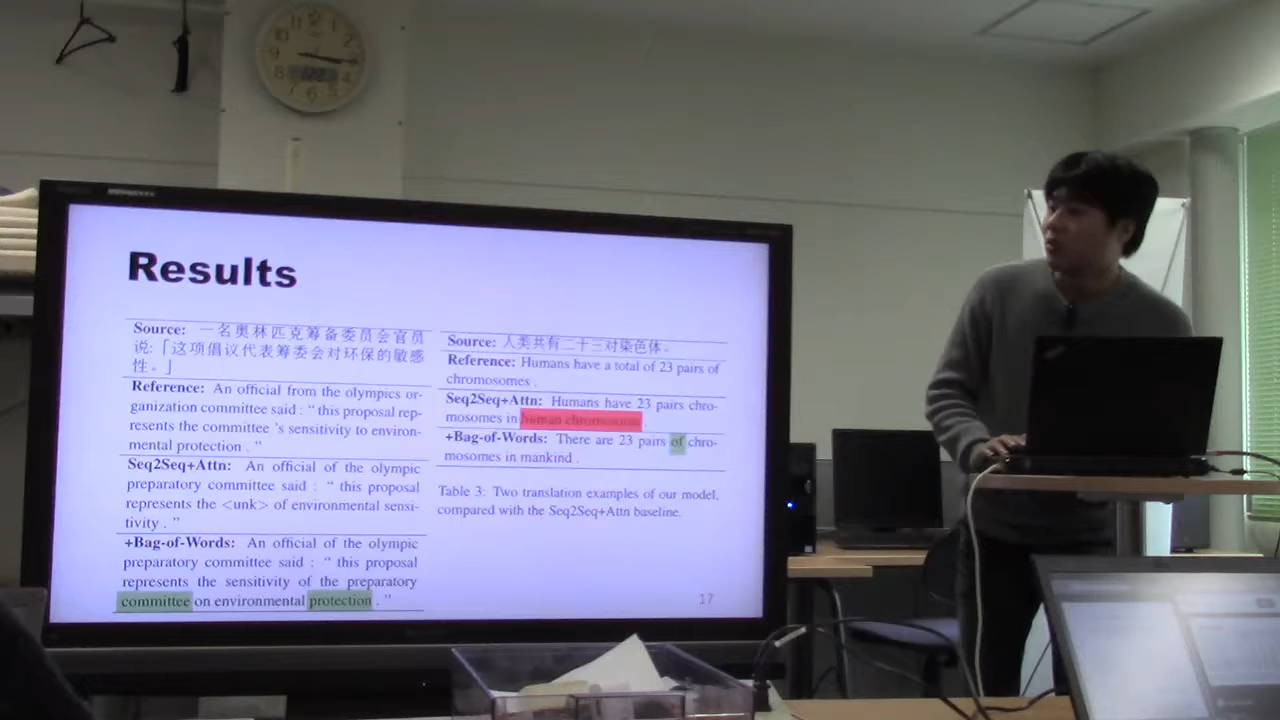 Results
Source: 一名奥林匹克筹备委员会官员
说:「这项倡议代表筹委会对环保的敏感
性。」
Reference: An official from the olympics or-
ganization committee said : “ this proposal rep-
resents the committee 's sensitivity to environ-
mental protection . ”
Seq2Seq+Attn: An official of the olympic
preparatory committee said : “ this proposal
represents the <unk> of environmental sensi-
tivity . ”
+Bag-of-Words: An official of the olympic
preparatory committee said : “ this proposal
represents the sensitivity of the preparatory
committee on environmental protection . ”
Source: 人类共有二十三对染色体。
Reference: Humans have a total of 23 pairs of
chromosomes .
Seq2Seq+Attn: Humans have 23 pairs chro-
mosomes in human chromosomes .
+Bag-of-Words: There are 23 pairs of chro-
mosomes in mankind .
Table 3: Two translation examples of our model,
compared with the Seq2Seq+Attn baseline.
17